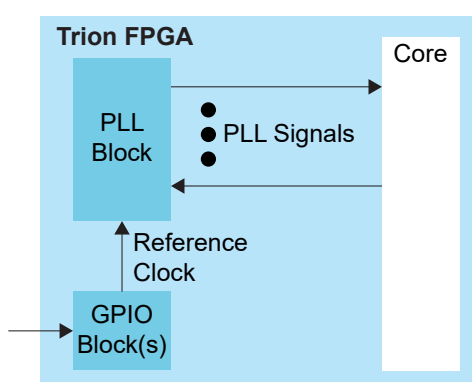 Trion FPGA
Core
PLL
Block
PLL Signals
Reference
Clock
GPIO
Block(s)